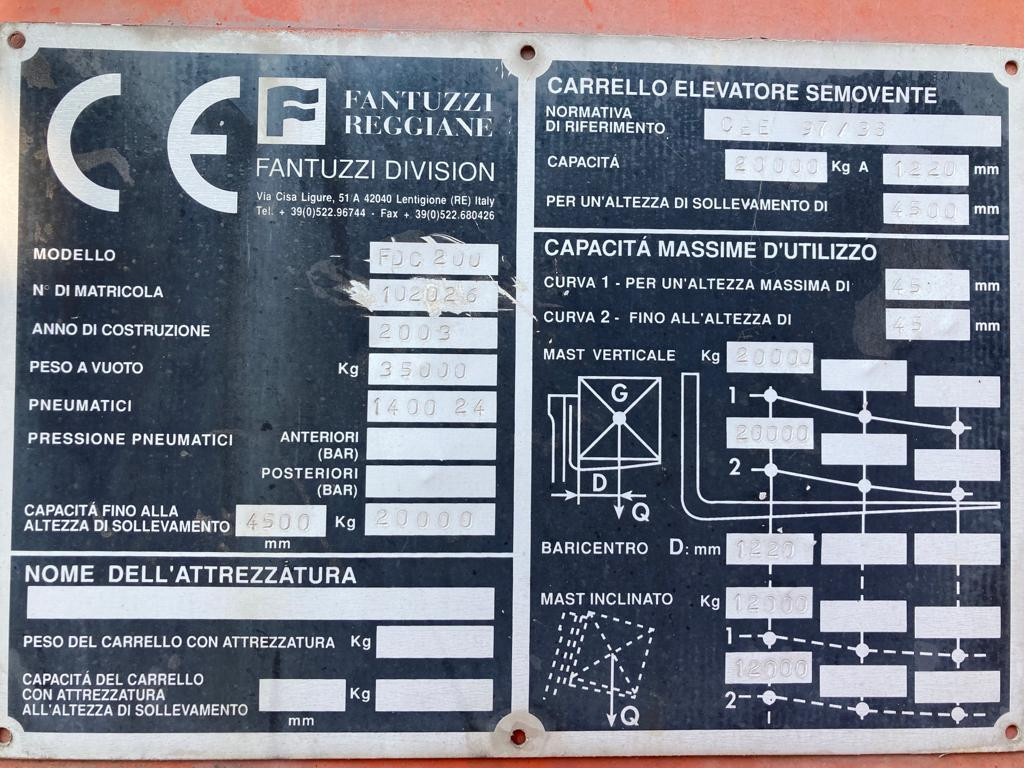 CE
F
FANTUZZI
REGGIANE
FANTUZZI DIVISION
Via Cisa Ligure, 51 A 42040 Lentigione (RE) Italy
Tel. + 39(0)522.96744 - Fax + 39(0)522.680426
MODELLO FDC 200
N° DI MATRICOLA 102026
ANNO DI COSTRUZIONE 2003
PESO A VUOTO Kg 35000
PNEUMATICI 1400 24
PRESSIONE PNEUMATICI ANTERIORI
(BAR)
POSTERIORI
(BAR)
CAPACITÁ FINO ALLA
ALTEZZA DI SOLLEVAMENTO 4500 Kg 20000
mm
NOME DELL'ATTREZZATURA
PESO DEL CARRELLO CON ATTREZZATURA Kg
CAPACITÁ DEL CARRELLO
CON ATTREZZATURA Kg
ALL'ALTEZZA DI SOLLEVAMENTO
mm
CARRELLO ELEVATORE SEMOVENTE
NORMATIVA
DI RIFERIMENTO CEE
CAPACITÁ 20000 Kg A 1220 mm
PER UN'ALTEZZA DI SOLLEVAMENTO DI 4500 mm
CAPACITÁ MASSIME D'UTILIZZO
CURVA 1 - PER UN'ALTEZZA MASSIMA DI mm
CURVA 2 - FINO ALL'ALTEZZA DI mm
MAST VERTICALE Kg 20000
G
1
20000
2
D
Q
BARICENTRO D: mm 1220
MAST INCLINATO Kg 12000
1
12000
2
Q